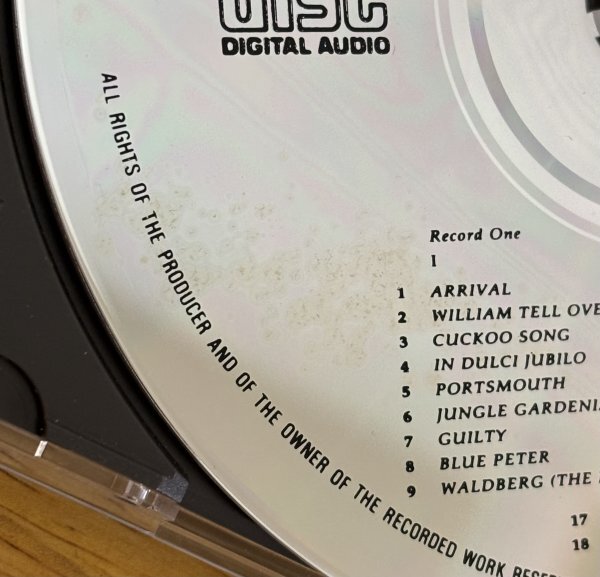 disc
DIGITAL AUDIO
ALL RIGHTS OF THE PRODUCER AND OF THE OWNER OF THE RECORDED WORK
Record One
1
1 ARRIVAL
2 WILLIAM TELL
3 CUCKOO SONG
4 IN DULCI JUBILO
5 PORTSMOUTH
6 JUNGLE
7 GUILTY
8 BLUE PETER
9 WALDBERG (THE
17
18